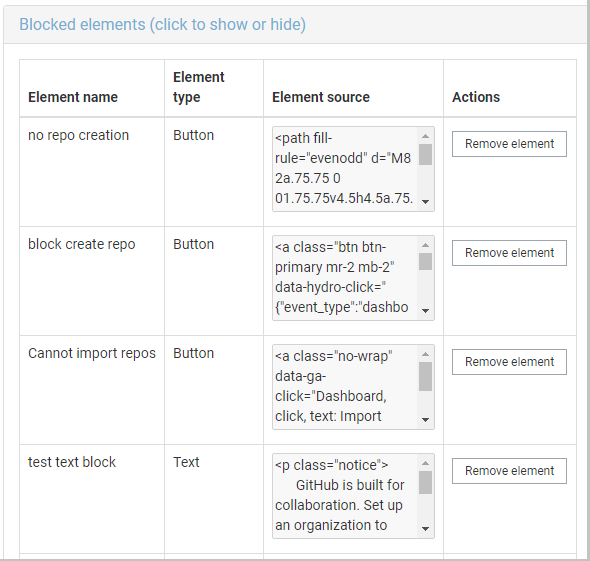 Blocked elements (click to show or hide)
Element name
Element
type
Element source
Actions
no repo creation
Button
<path fill-
rule="evenodd" d="M8
2a.75.75 0
01.75.75v4.5h4.5a.75.
Remove element
block create repo
Button
<a class="btn btn-
primary mr-2 mb-2"
data-hydro-click="
{"event_type":"dashbo
Remove element
Cannot import repos
Button
<a class="no-wrap"
data-ga-
click="Dashboard,
click, text: Import
Remove element
test text block
Text
<p class="notice">
GitHub is built for
collaboration. Set up
an organization to
Remove element